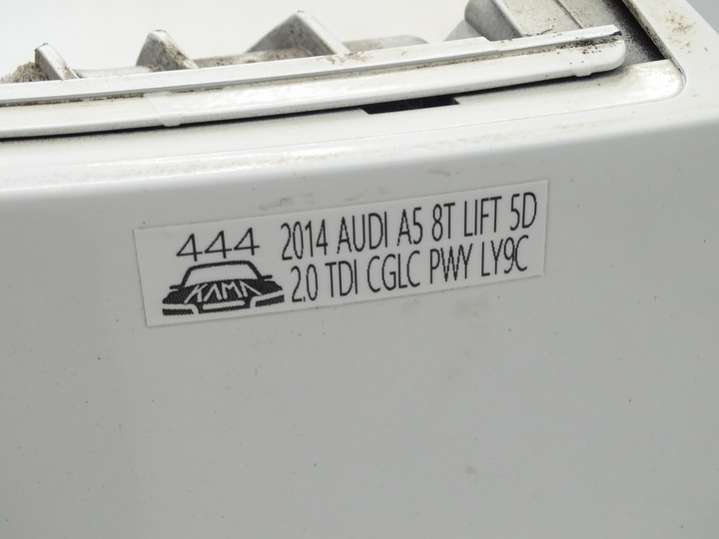 444
KAMA
2014 AUDI A5 8T LIFT 5D
2.0 TDI CGLC PWY LY9C